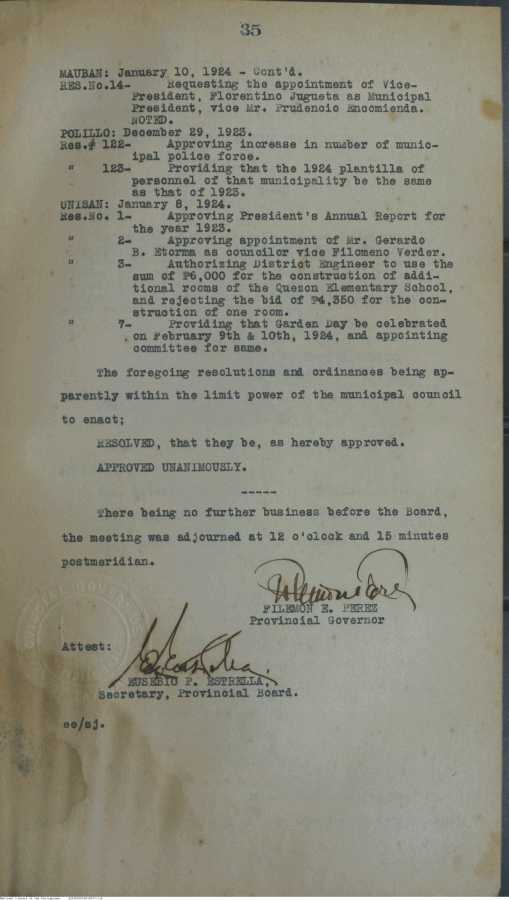 35
MAUBAN: January 10, 1924 - Cont'd.
RES.No.14- Requesting the appointment of Vice-
President, Florentino Jugueta as Municipal
President, vice Mr. Prudencio Encomienda.
NOTED.
POLILLO: December 29, 1923.
Res.# 122- Approving increase in number of munic-
ipal police force.
" 123- Providing that the 1924 plantilla of
personnel of that municipality be the same
as that of 1923.
UNISAN: January 8, 1924.
Res.No. 1- Approving President's Annual Report for
the year 1923.
" 2- Approving appointment of Mr. Gerardo
B. Etorma as councilor vice Filomeno Verder.
" 3- Authorizing District Engineer to use the
sum of ₱6,000 for the construction of addi-
tional rooms of the Quezon Elementary School,
and rejecting the bid of ₱4,350 for the con-
struction of one room.
" 7- Providing that Garden Day be celebrated
on February 9th & 10th, 1924, and appointing
committee for same.
The foregoing resolutions and ordinances being ap-
parently within the limit power of the municipal council
to enact;
RESOLVED, that they be, as hereby approved.
APPROVED UNANIMOUSLY.
-----
There being no further business before the Board,
the meeting was adjourned at 12 o'clock and 15 minutes
postmeridian.
FILEMON E. PEREZ
Provincial Governor
Attest:
EUSEBIO P. ESTRELLA,
Secretary, Provincial Board.
ee/aj.